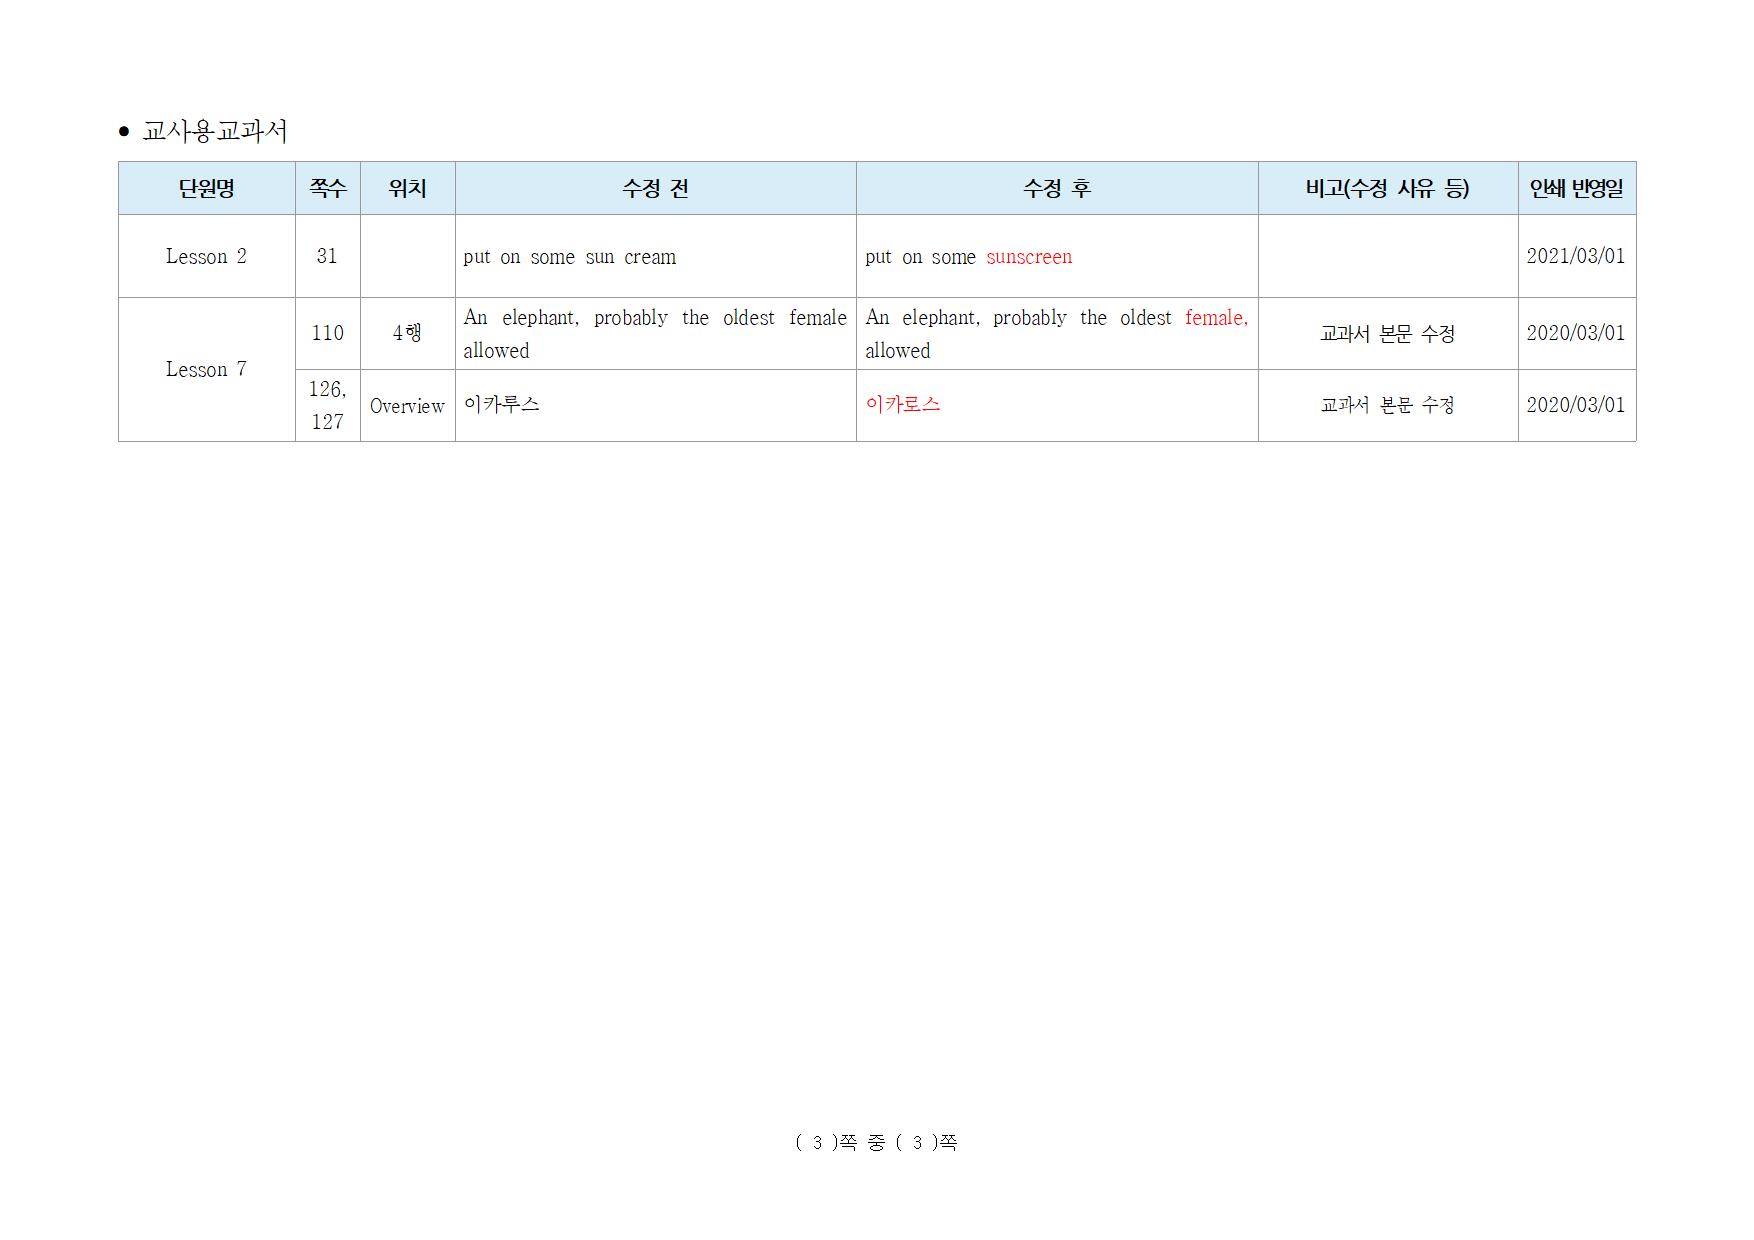 • 교사용교과서
단원명 쪽수 위치 수정 전 수정 후 비고(수정 사유 등) 인쇄 반영일
Lesson 2 31 put on some sun cream put on some sunscreen 2021/03/01
Lesson 7
110 4행 An elephant, probably the oldest female allowed An elephant, probably the oldest female, allowed 교과서 본문 수정 2020/03/01
126, 127 Overview 이카루스 이카로스 교과서 본문 수정 2020/03/01
( 3 )쪽 중 ( 3 )쪽